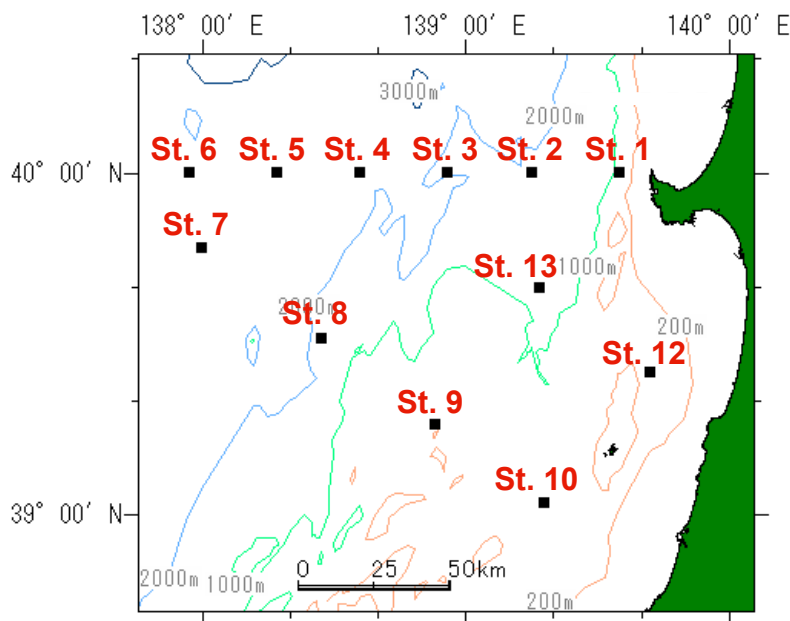 138° 00′ E 139° 00′ E 140° 00′ E
3000m
2000m
St. 6 St. 5 St. 4 St. 3 St. 2 St. 1
40° 00′ N
St. 7
St. 13
1000m
2000m
St. 8
200m
St. 12
St. 9
St. 10
39° 00′ N
0 25 50km
2000m
1000m
200m